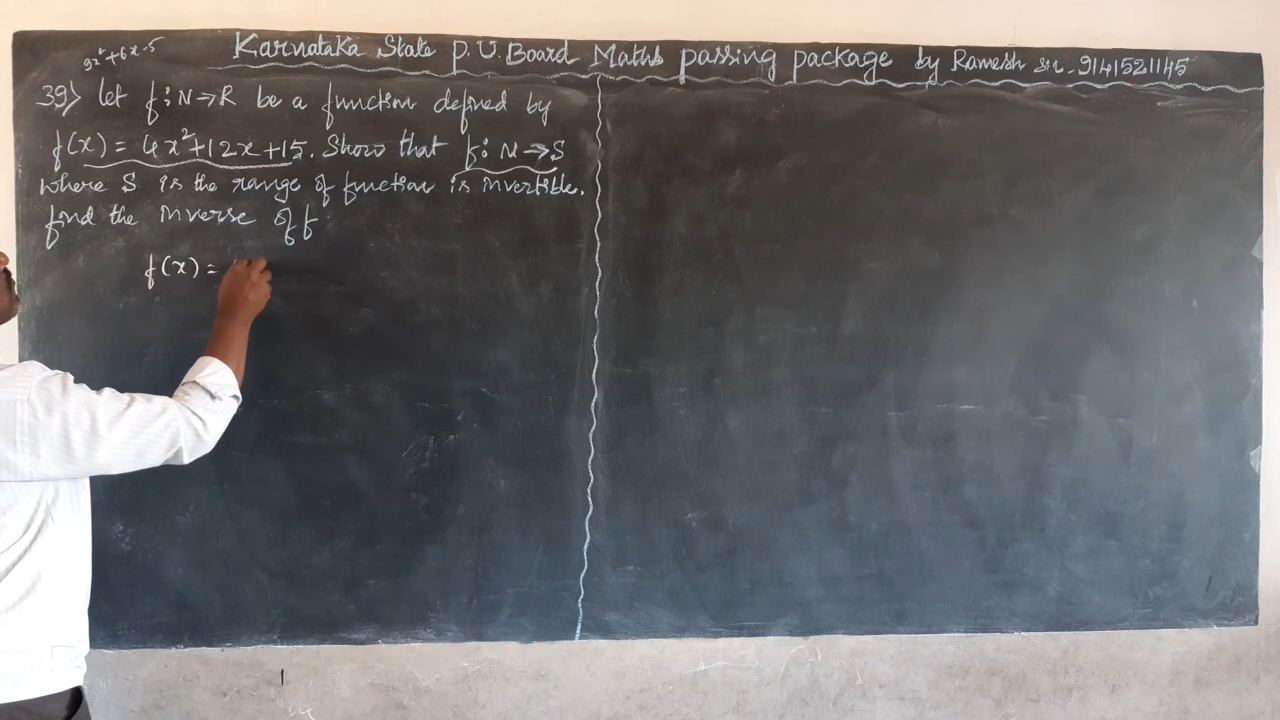 Karnataka State P.U. Board Maths passing package by Ramesh sir - 9141521145
9x²+6x-5
39) Let f: N→R be a function defined by
f(x) = 4x²+12x+15. Show that f: N→S
where S is the range of function is invertible.
find the inverse of f.
f(x) =